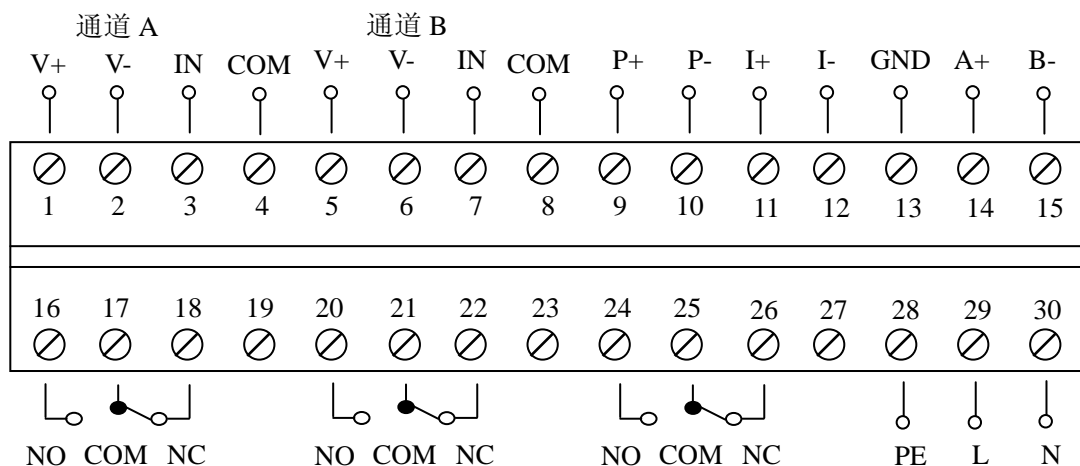 通道 A 通道 B
V+ V- IN COM V+ V- IN COM P+ P- I+ I- GND A+ B-
1 2 3 4 5 6 7 8 9 10 11 12 13 14 15
16 17 18 19 20 21 22 23 24 25 26 27 28 29 30
NO COM NC NO COM NC NO COM NC PE L N